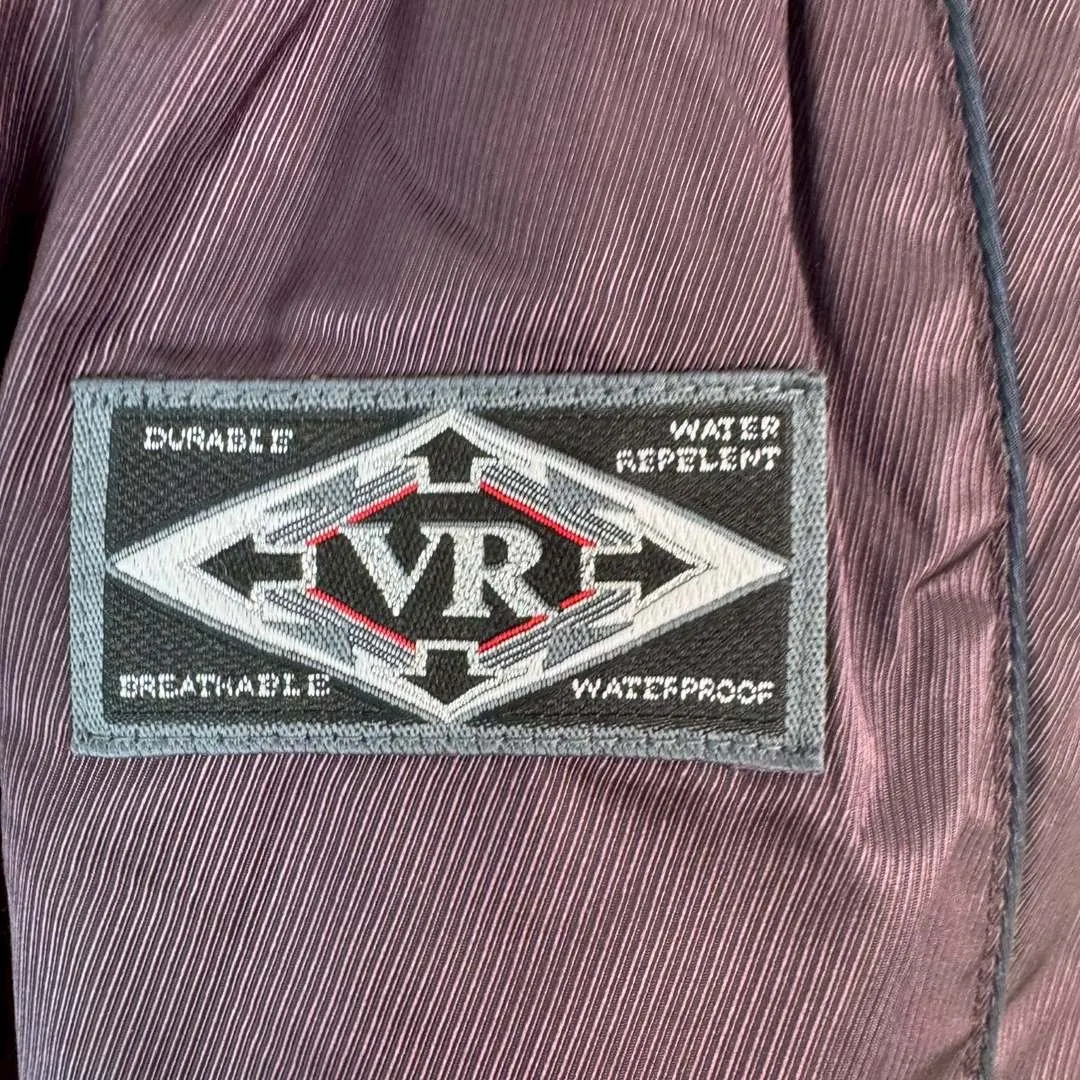 DURABLE
WATER
REPELENT
VR
BREATHABLE
WATERPROOF